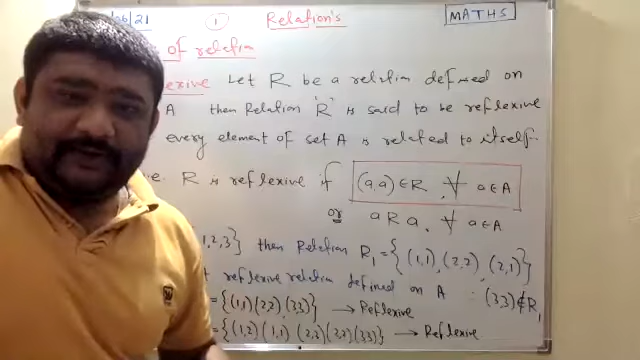 06/21 1 Relation's MATHS
of relation
exive Let R be a relation defined on
A then Relation 'R' is said to be reflexive
every element of set A is related to itself.
i.e. R is reflexive if (a,a) ∈ R, ∀ a ∈ A
or a R a, ∀ a ∈ A
1,2,3} then Relation R₁ = { (1,1), (2,2), (2,1)}
t reflexive relation defined on A ∵ (3,3) ∉ R₁
= {(1,1)(2,2)(3,3)} → Reflexive
= {(1,2)(1,1)(2,3)(2,2)(3,3)} → Reflexive